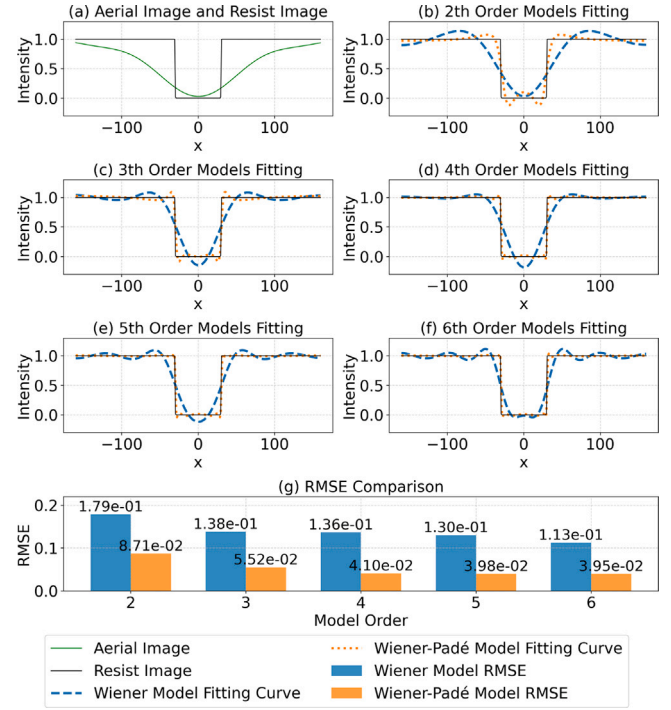 (a) Aerial Image and Resist Image
Intensity
1.0
0.5
0.0
−100 0 100
x
(b) 2th Order Models Fitting
Intensity
1.0
0.5
0.0
−100 0 100
x
(c) 3th Order Models Fitting
Intensity
1.0
0.5
0.0
−100 0 100
x
(d) 4th Order Models Fitting
Intensity
1.0
0.5
0.0
−100 0 100
x
(e) 5th Order Models Fitting
Intensity
1.0
0.5
0.0
−100 0 100
x
(f) 6th Order Models Fitting
Intensity
1.0
0.5
0.0
−100 0 100
x
(g) RMSE Comparison
RMSE
0.2
0.1
0.0
1.79e-01 1.38e-01 1.36e-01 1.30e-01 1.13e-01
8.71e-02 5.52e-02 4.10e-02 3.98e-02 3.95e-02
2 3 4 5 6
Model Order
Aerial Image
Resist Image
Wiener Model Fitting Curve
Wiener-Padé Model Fitting Curve
Wiener Model RMSE
Wiener-Padé Model RMSE